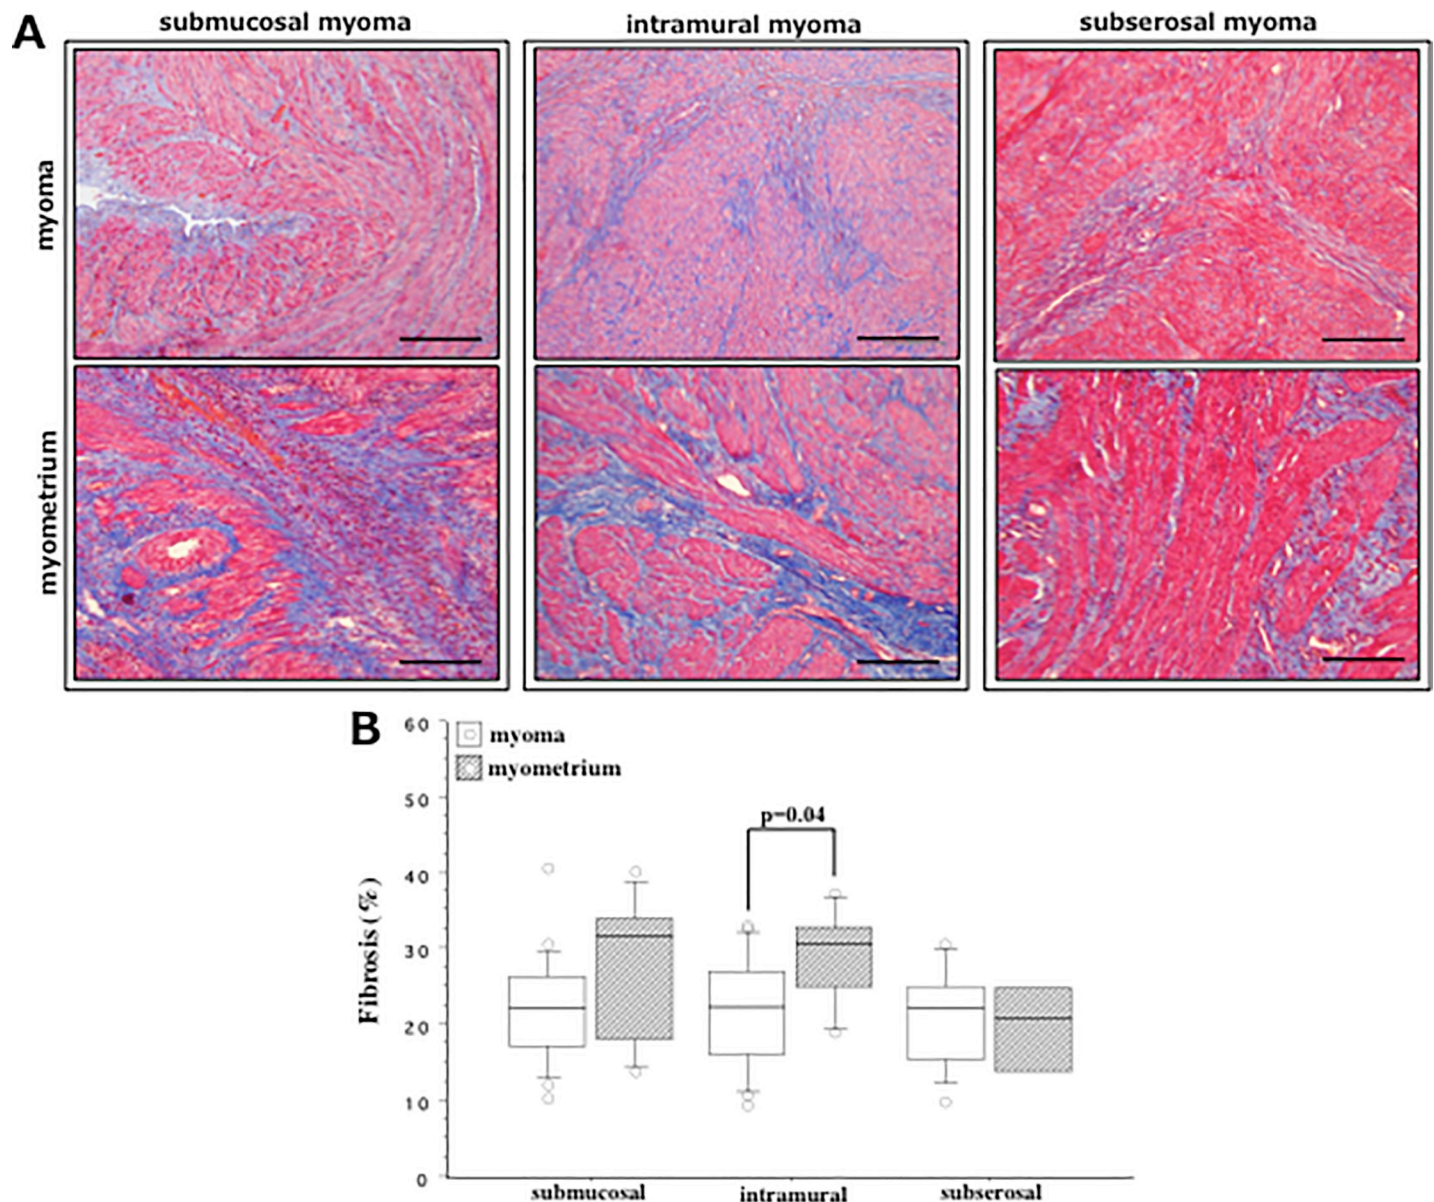 A
submucosal myoma
intramural myoma
subserosal myoma
myoma
myometrium
B
60
50
40
30
20
10
0
Fibrosis (%)
myoma
myometrium
p=0.04
submucosal
intramural
subserosal